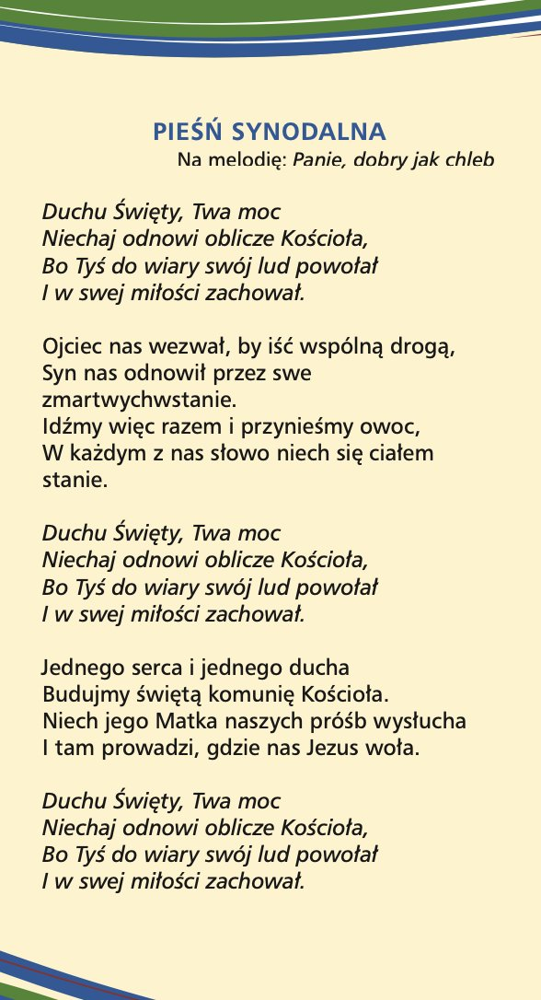 PIEŚŃ SYNODALNA
Na melodię: Panie, dobry jak chleb
Duchu Święty, Twa moc
Niechaj odnowi oblicze Kościoła,
Bo Tyś do wiary swój lud powołał
I w swej miłości zachował.
Ojciec nas wezwał, by iść wspólną drogą,
Syn nas odnowił przez swe
zmartwychwstanie.
Idźmy więc razem i przynieśmy owoc,
W każdym z nas słowo niech się ciałem
stanie.
Duchu Święty, Twa moc
Niechaj odnowi oblicze Kościoła,
Bo Tyś do wiary swój lud powołał
I w swej miłości zachował.
Jednego serca i jednego ducha
Budujmy świętą komunię Kościoła.
Niech jego Matka naszych próśb wysłucha
I tam prowadzi, gdzie nas Jezus woła.
Duchu Święty, Twa moc
Niechaj odnowi oblicze Kościoła,
Bo Tyś do wiary swój lud powołał
I w swej miłości zachował.